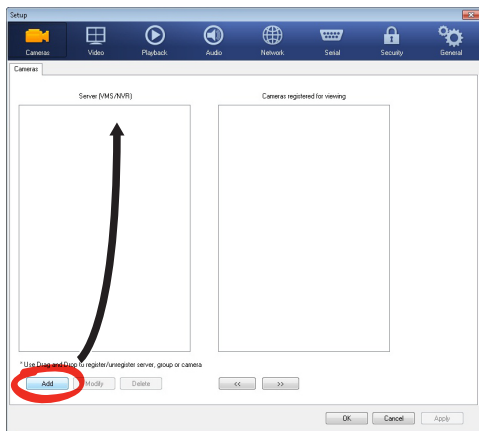 Setup
Cameras Video Playback Audio Network Serial Security General
Cameras
Server (VMS/NVR) Cameras registered for viewing
* Use Drag and Drop to register/unregister server, group or camera
Add Modify Delete << >>
OK Cancel Apply